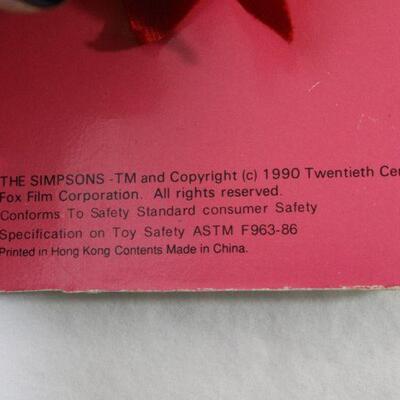 THE SIMPSONS -TM and Copyright (c) 1990 Twentieth Cen
Fox Film Corporation. All rights reserved.
Conforms To Safety Standard consumer Safety
Specification on Toy Safety ASTM F963-86
Printed in Hong Kong Contents Made in China.